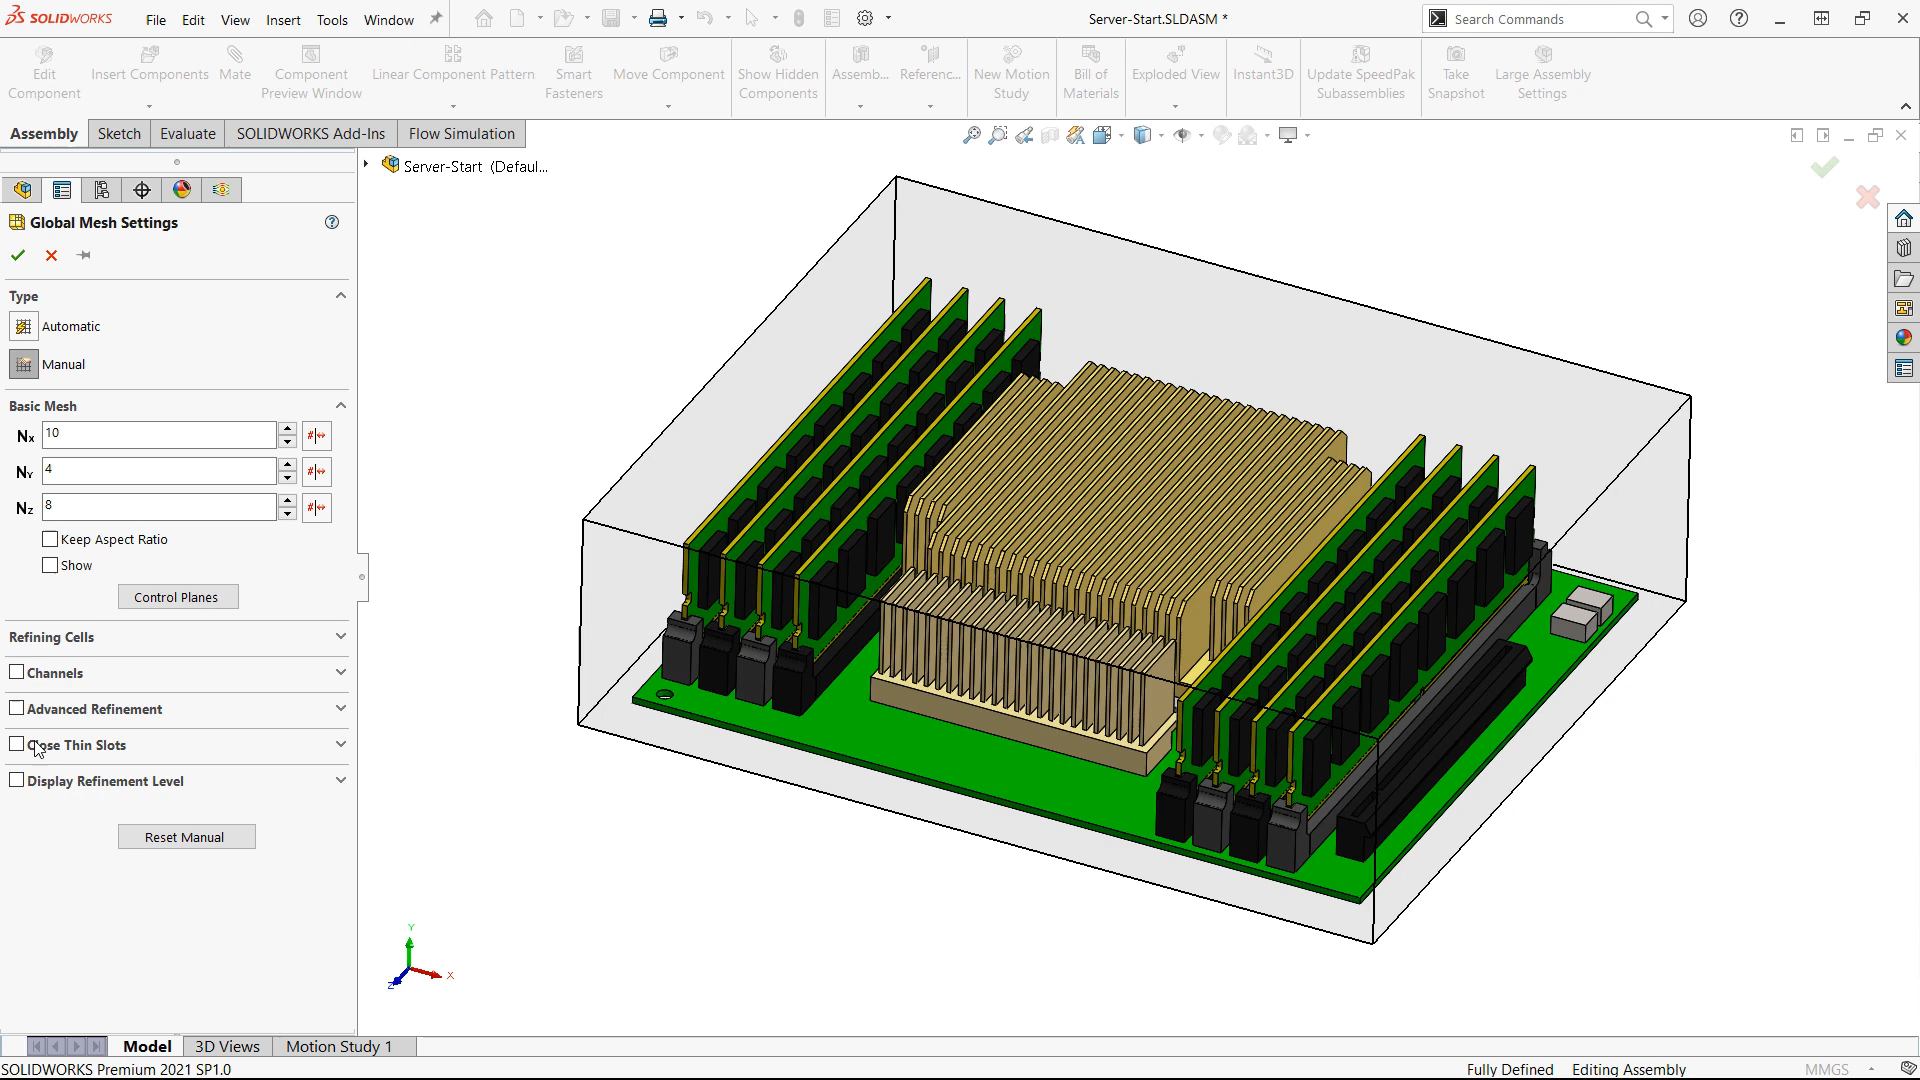 SOLIDWORKS
File Edit View Insert Tools Window
Server-Start.SLDASM *
Search Commands
Edit Component
Insert Components
Mate
Component Preview Window
Linear Component Pattern
Smart Fasteners
Move Component
Show Hidden Components
Assemb...
Referenc...
New Motion Study
Bill of Materials
Exploded View
Instant3D
Update SpeedPak Subassemblies
Take Snapshot
Large Assembly Settings
Assembly Sketch Evaluate SOLIDWORKS Add-Ins Flow Simulation
Server-Start (Defaul...
Global Mesh Settings
Type
Automatic
Manual
Basic Mesh
Nx 10
NY 4
Nz 8
Keep Aspect Ratio
Show
Control Planes
Refining Cells
Channels
Advanced Refinement
Close Thin Slots
Display Refinement Level
Reset Manual
Y
X
Z
Model 3D Views Motion Study 1
SOLIDWORKS Premium 2021 SP1.0
Fully Defined Editing Assembly MMGS